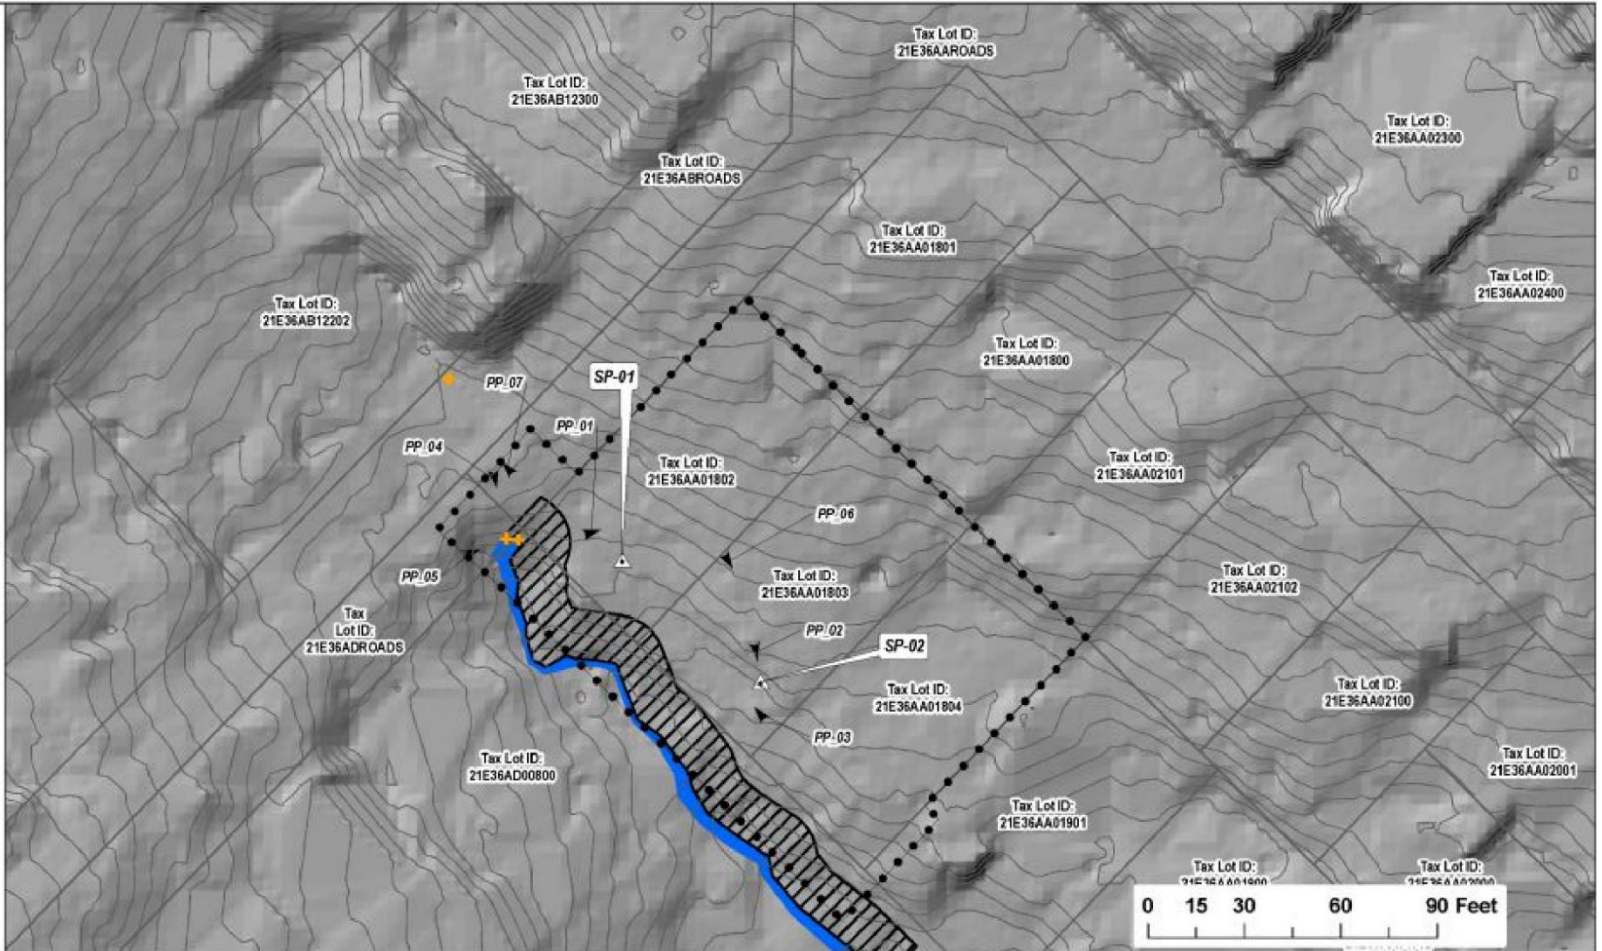 Tax Lot ID:
21E36AAROADS
Tax Lot ID:
21E36AB12300
Tax Lot ID:
21E36AA02300
Tax Lot ID:
21E36ABROADS
Tax Lot ID:
21E36AA01801
Tax Lot ID:
21E36AA02400
Tax Lot ID:
21E36AB12202
Tax Lot ID:
21E36AA01800
SP-01
PP_07
PP_01
PP_04
Tax Lot ID:
21E36AA01802
Tax Lot ID:
21E36AA02101
PP_06
PP_05
Tax Lot ID:
21E36AA01803
Tax Lot ID:
21E36AA02102
Tax
Lot ID:
21E36ADROADS
PP_02
SP-02
Tax Lot ID:
21E36AA01804
Tax Lot ID:
21E36AA02100
PP_03
Tax Lot ID:
21E36AD00800
Tax Lot ID:
21E36AA02001
Tax Lot ID:
21E36AA01901
Tax Lot ID:
21E36AA01900
Tax Lot ID:
21E36AA02000
0 15 30 60 90 Feet